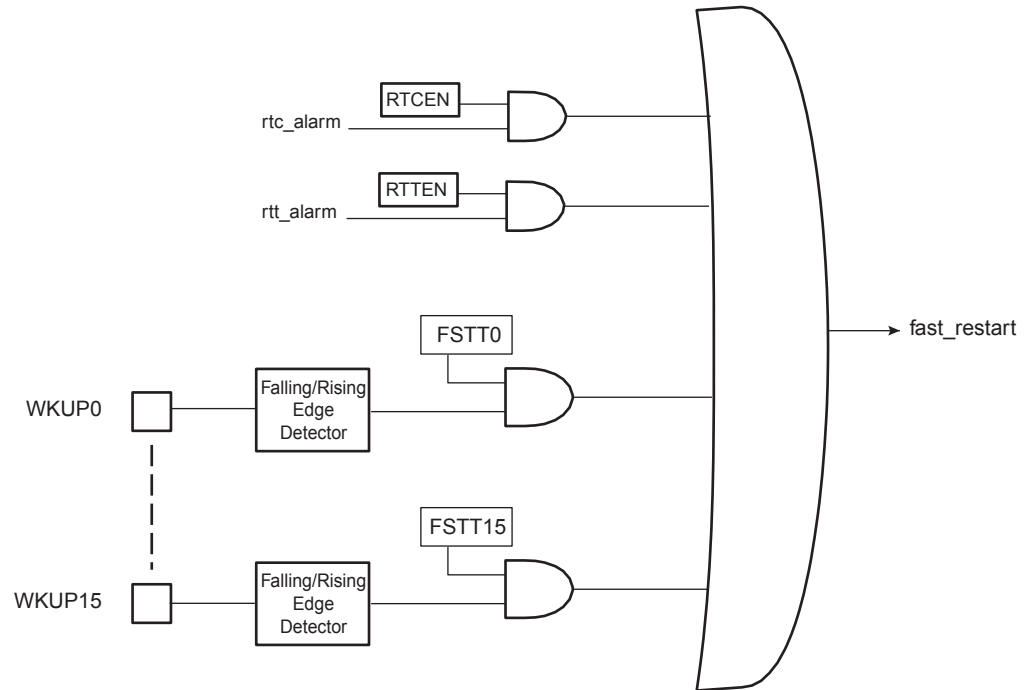 RTCEN
rtc_alarm
RTTEN
rtt_alarm
fast_restart
FSTT0
WKUP0
Falling/Rising
Edge
Detector
FSTT15
WKUP15
Falling/Rising
Edge
Detector